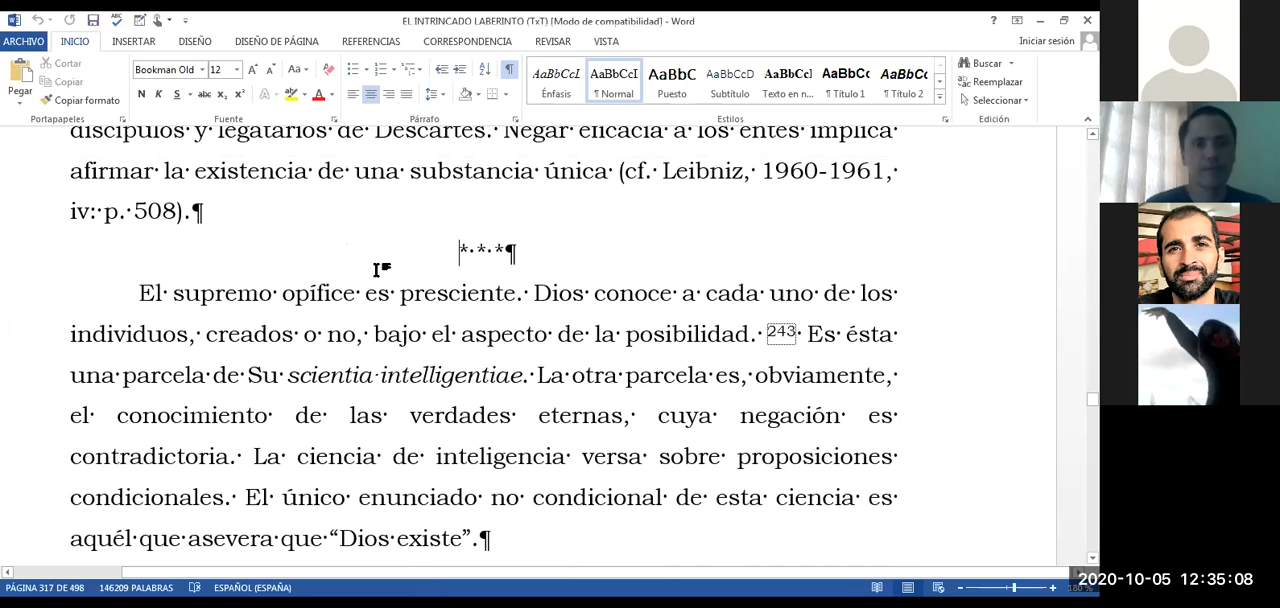 EL INTRINCADO LABERINTO (TxT) [Modo de compatibilidad] - Word
ARCHIVO INICIO INSERTAR DISEÑO DISEÑO DE PÁGINA REFERENCIAS CORRESPONDENCIA REVISAR VISTA Iniciar sesión
Cortar
Copiar
Copiar formato
Pegar
Bookman Old 12
Buscar
Reemplazar
Seleccionar
AaBbCcI AaBbCcI AaBbC AaBbCcD AaBbCcl AaBbCc AaBbCc
Énfasis ¶ Normal Puesto Subtítulo Texto en n... ¶ Título 1 ¶ Título 2
Portapapeles Fuente Párrafo Estilos Edición
discípulos y legatarios de Descartes. Negar eficacia a los entes implica
afirmar la existencia de una substancia única (cf. Leibniz, 1960-1961,
iv: p. 508).¶
* * *¶
El supremo opífice es presciente. Dios conoce a cada uno de los
individuos, creados o no, bajo el aspecto de la posibilidad. 243 Es ésta
una parcela de Su scientia intelligentiae. La otra parcela es, obviamente,
el conocimiento de las verdades eternas, cuya negación es
contradictoria. La ciencia de inteligencia versa sobre proposiciones
condicionales. El único enunciado no condicional de esta ciencia es
aquél que asevera que “Dios existe”.¶
PÁGINA 317 DE 498 146209 PALABRAS ESPAÑOL (ESPAÑA) 180 %
2020-10-05 12:35:08